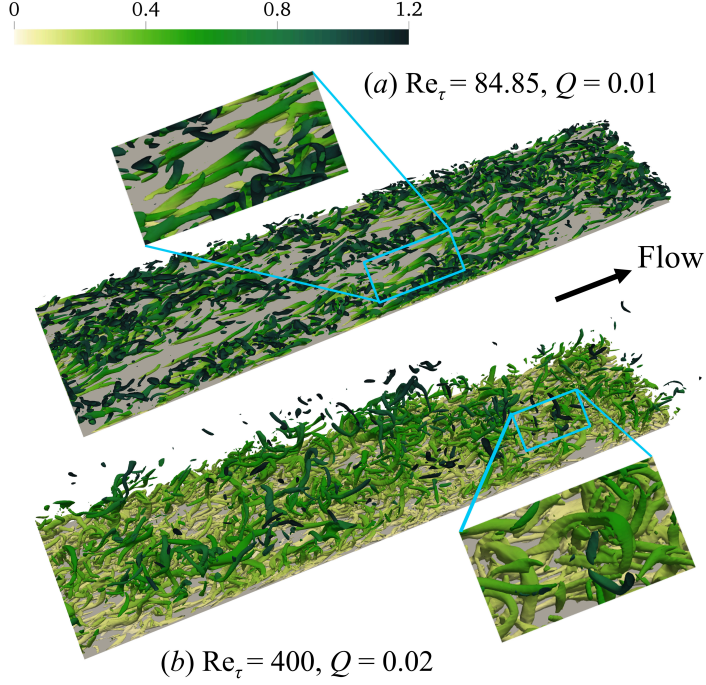 0 0.4 0.8 1.2
(a) Reτ = 84.85, Q = 0.01
Flow
(b) Reτ = 400, Q = 0.02